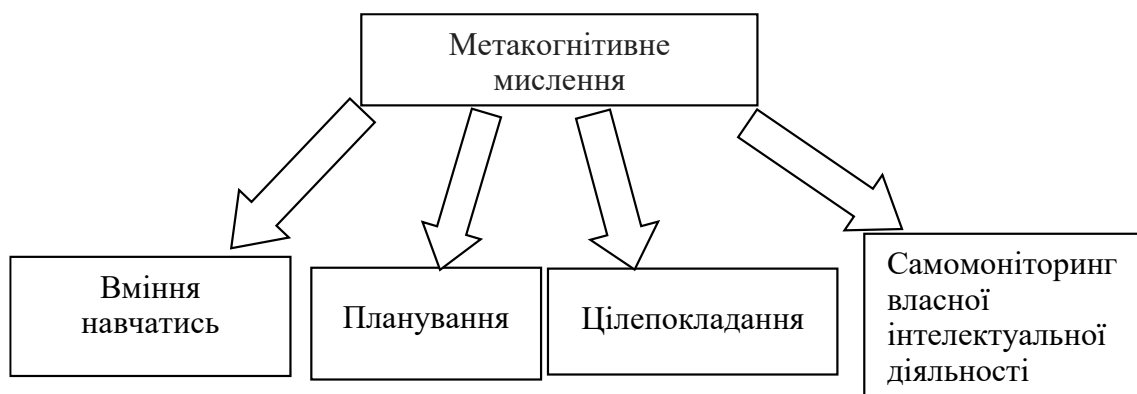 Метакогнітивне
мислення
Вміння
навчатись
Планування
Цілепокладання
Самомоніторинг
власної
інтелектуальної
діяльності